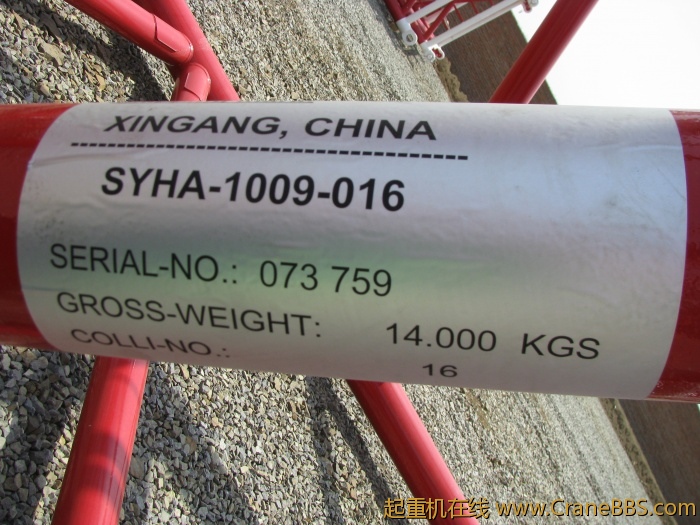 XINGANG, CHINA
------------------------------------
SYHA-1009-016
SERIAL-NO.: 073 759
GROSS-WEIGHT: 14.000 KGS
COLLI-NO.: 16
起重机在线 www.CraneBBS.com